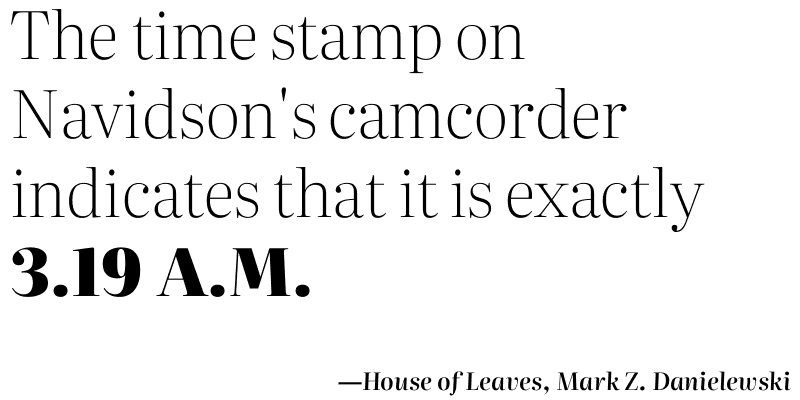 The time stamp on
Navidson's camcorder
indicates that it is exactly
3.19 A.M.
—House of Leaves, Mark Z. Danielewski